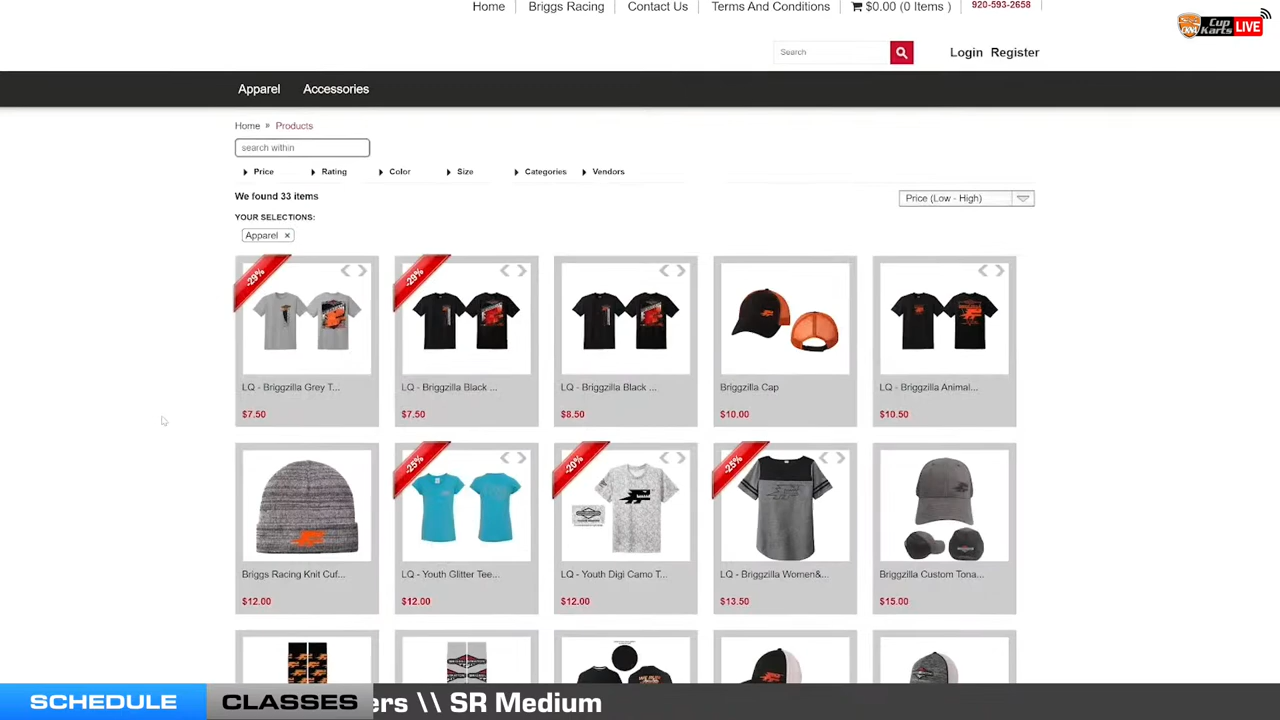 Home Briggs Racing Contact Us Terms And Conditions $0.00 (0 Items ) 920-593-2658
Cup Karts LIVE
Search Login Register
Apparel Accessories
Home » Products
search within
Price Rating Color Size Categories Vendors
We found 33 items Price (Low - High)
YOUR SELECTIONS:
Apparel ×
-29% -29%
LQ - Briggzilla Grey T... LQ - Briggzilla Black ... LQ - Briggzilla Black ... Briggzilla Cap LQ - Briggzilla Animal...
$7.50 $7.50 $8.50 $10.00 $10.50
-25% -20% -25%
Briggs Racing Knit Cuf... LQ - Youth Glitter Tee... LQ - Youth Digi Camo T... LQ - Briggzilla Women&... Briggzilla Custom Tona...
$12.00 $12.00 $12.00 $13.50 $15.00
SCHEDULE CLASSES ers \\ SR Medium